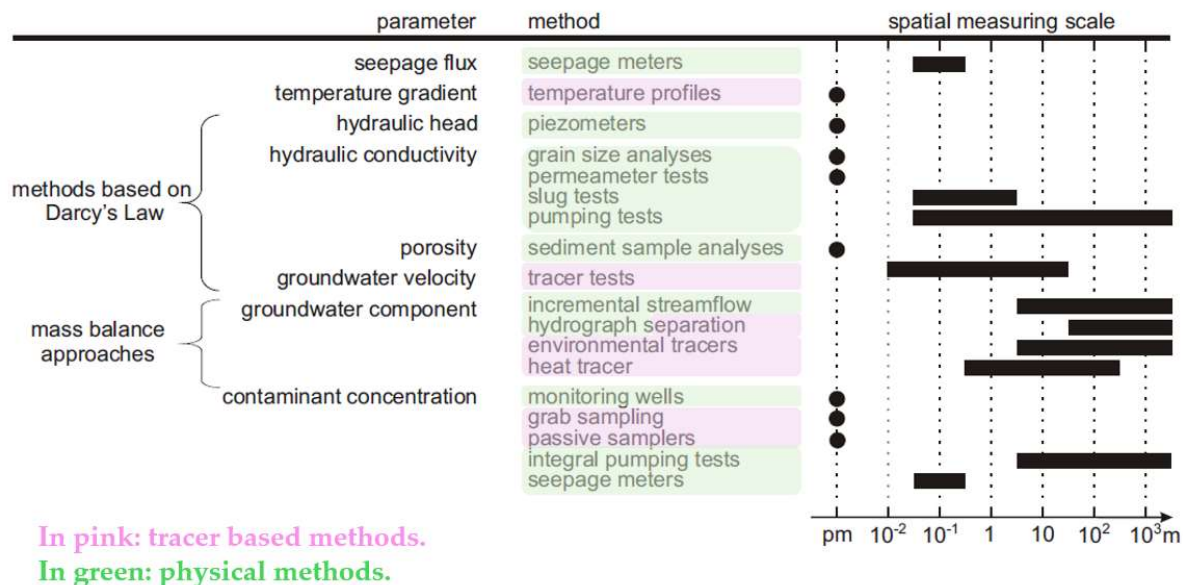 parameter method spatial measuring scale
seepage flux seepage meters
temperature gradient temperature profiles
hydraulic head piezometers
hydraulic conductivity grain size analyses
permeameter tests
methods based on slug tests
Darcy's Law pumping tests
porosity sediment sample analyses
groundwater velocity tracer tests
groundwater component incremental streamflow
mass balance hydrograph separation
approaches environmental tracers
heat tracer
contaminant concentration monitoring wells
grab sampling
passive samplers
integral pumping tests
seepage meters
pm 10-2 10-1 1 10 102 103m
In pink: tracer based methods.
In green: physical methods.